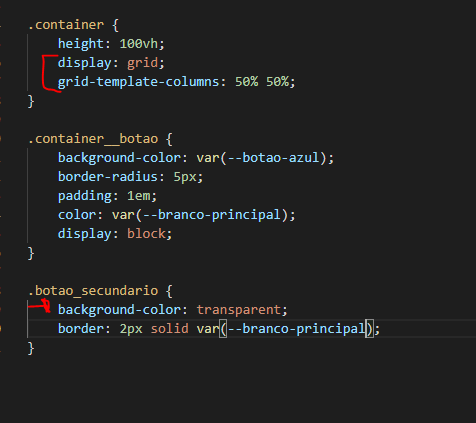 .container {
height: 100vh;
display: grid;
grid-template-columns: 50% 50%;
}
.container__botao {
background-color: var(--botao-azul);
border-radius: 5px;
padding: 1em;
color: var(--branco-principal);
display: block;
}
.botao_secundario {
background-color: transparent;
border: 2px solid var(--branco-principal);
}